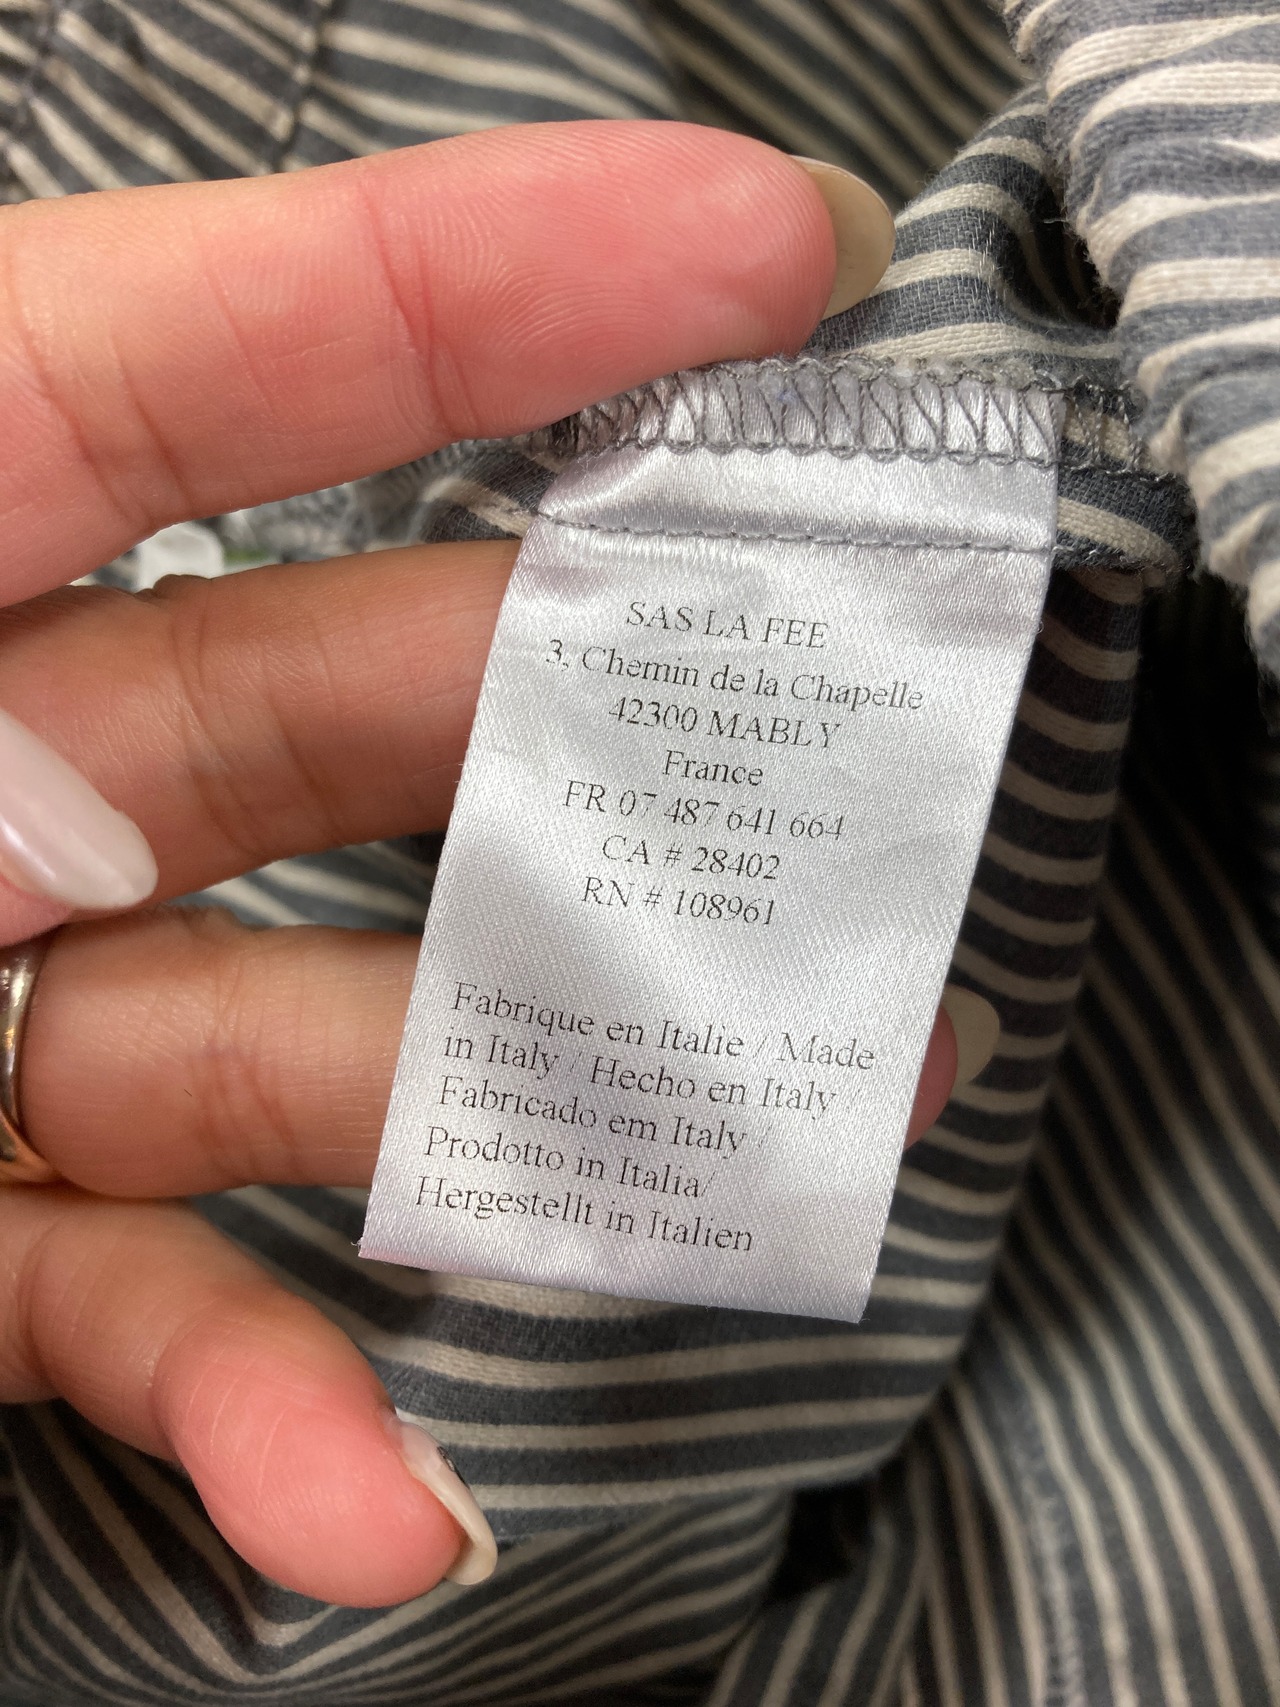 SAS LA FEE
3, Chemin de la Chapelle
42300 MABLY
France
FR 07 487 641 664
CA # 28402
RN # 108961
Fabrique en Italie / Made
in Italy / Hecho en Italy /
Fabricado em Italy /
Prodotto in Italia/
Hergestellt in Italien